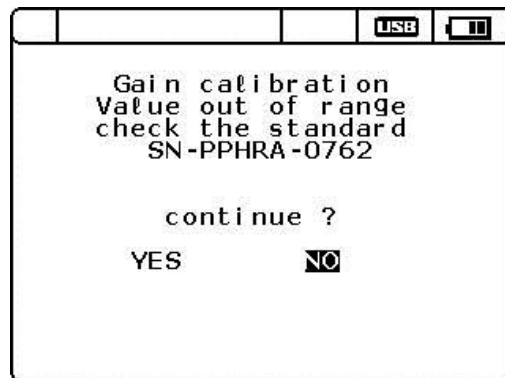 USB
Gain calibration
Value out of range
check the standard
SN-PPHRA-0762
continue ?
YES NO